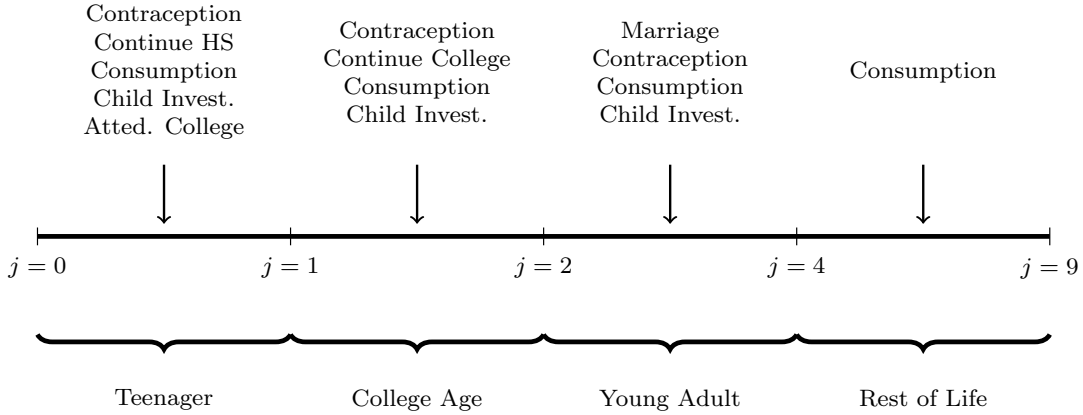 Contraception
Continue HS
Consumption
Child Invest.
Atted. College
Contraception
Continue College
Consumption
Child Invest.
Marriage
Contraception
Consumption
Child Invest.
Consumption
j = 0
j = 1
j = 2
j = 4
j = 9
Teenager
College Age
Young Adult
Rest of Life